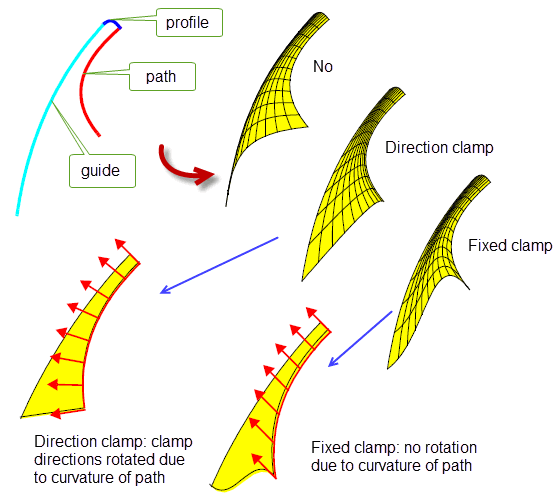 profile
path
guide
No
Direction clamp
Fixed clamp
Direction clamp: clamp
directions rotated due
to curvature of path
Fixed clamp: no rotation
due to curvature of path